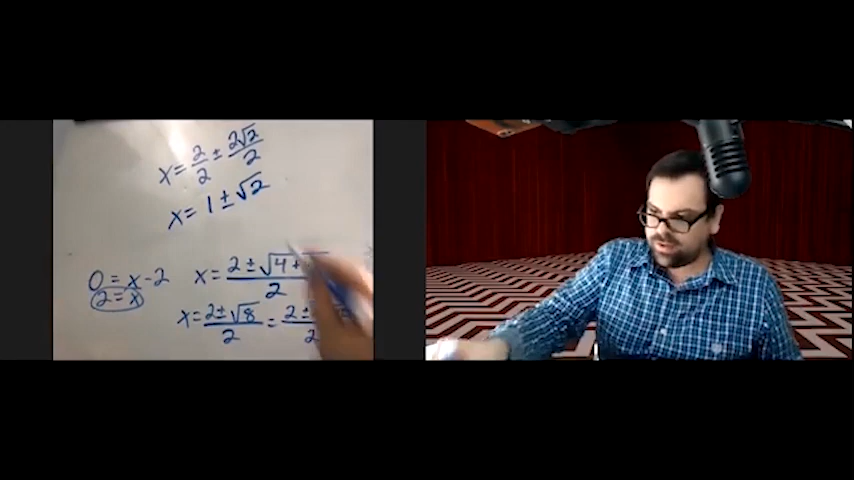 x = 2/2 ± 2√2/2
x = 1 ± √2
0 = x - 2
2 = x
x = 2 ± √4 + / 2
x = 2 ± √8 / 2 = 2 ± / 2